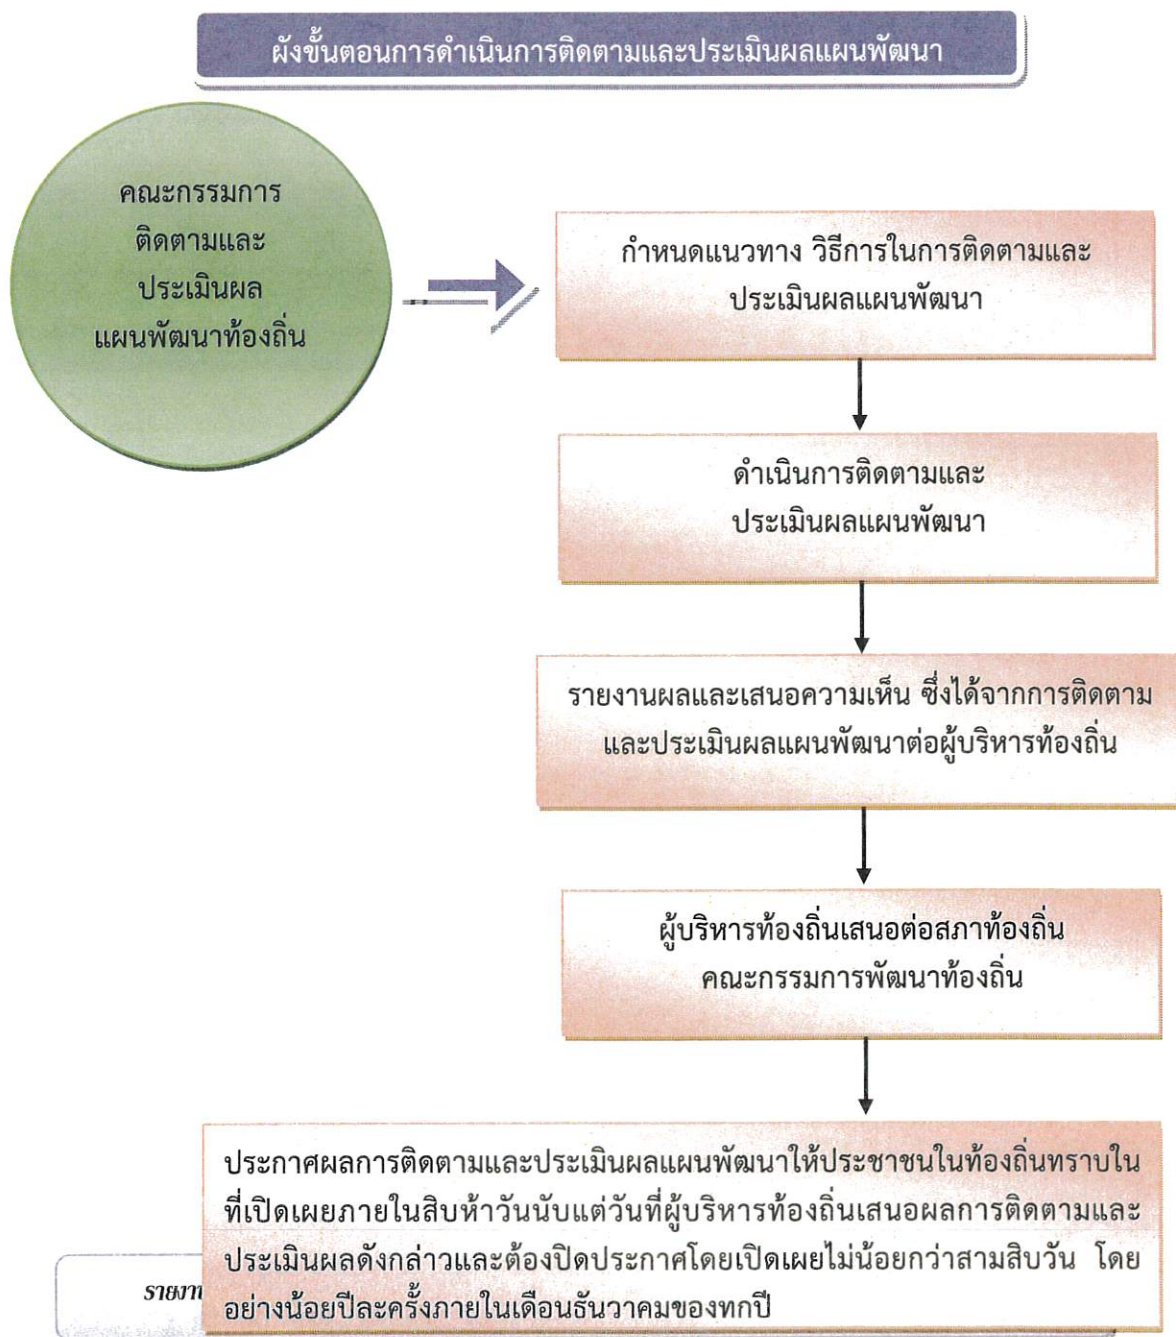 ผังขั้นตอนการดำเนินการติดตามและประเมินผลแผนพัฒนา
คณะกรรมการ
ติดตามและ
ประเมินผล
แผนพัฒนาท้องถิ่น
กำหนดแนวทาง วิธีการในการติดตามและ
ประเมินผลแผนพัฒนา
ดำเนินการติดตามและ
ประเมินผลแผนพัฒนา
รายงานผลและเสนอความเห็น ซึ่งได้จากการติดตาม
และประเมินผลแผนพัฒนาต่อผู้บริหารท้องถิ่น
ผู้บริหารท้องถิ่นเสนอต่อสภาท้องถิ่น
คณะกรรมการพัฒนาท้องถิ่น
ประกาศผลการติดตามและประเมินผลแผนพัฒนาให้ประชาชนในท้องถิ่นทราบใน
ที่เปิดเผยภายในสิบห้าวันนับแต่วันที่ผู้บริหารท้องถิ่นเสนอผลการติดตามและ
ประเมินผลดังกล่าวและต้องปิดประกาศโดยเปิดเผยไม่น้อยกว่าสามสิบวัน โดย
อย่างน้อยปีละครั้งภายในเดือนธันวาคมของทุกปี